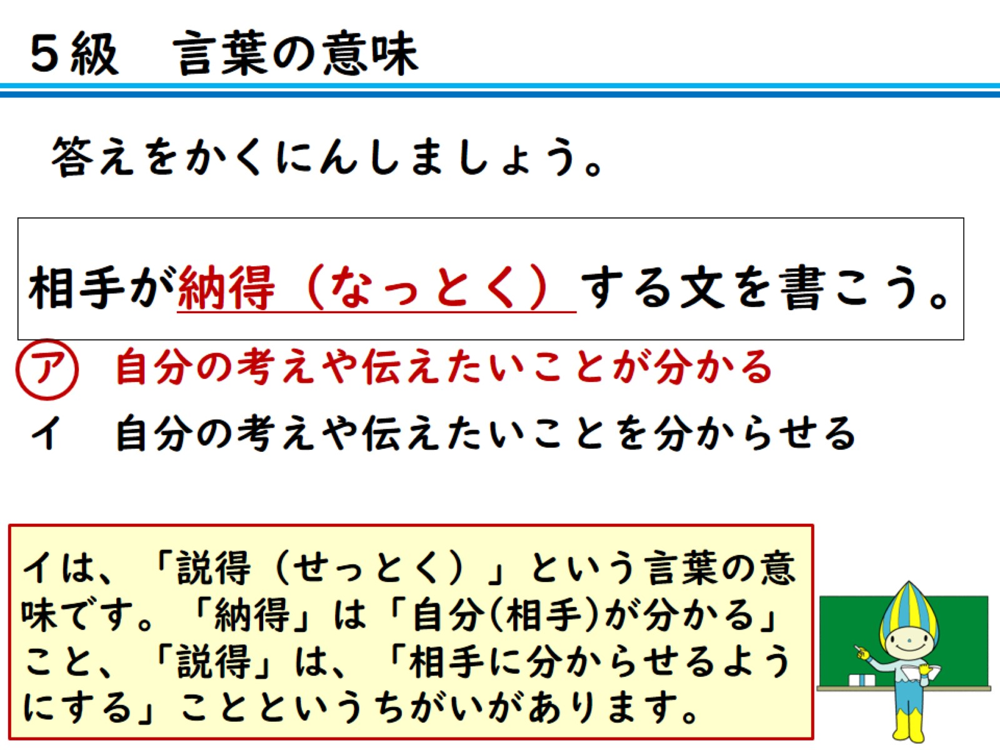 ５級　言葉の意味
答えをかくにんしましょう。
相手が納得（なっとく）する文を書こう。
ア　自分の考えや伝えたいことが分かる
イ　自分の考えや伝えたいことを分からせる
イは、「説得（せっとく）」という言葉の意
味です。「納得」は「自分(相手)が分かる」
こと、「説得」は、「相手に分からせるよう
にする」ことというちがいがあります。